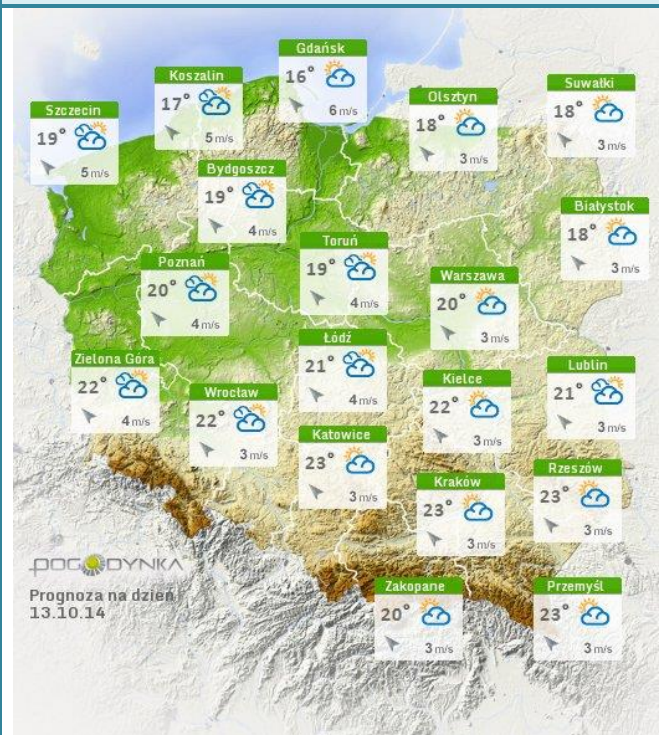 Gdańsk
16°
6 m/s
Koszalin
17°
5 m/s
Szczecin
19°
5 m/s
Olsztyn
18°
3 m/s
Suwałki
18°
3 m/s
Bydgoszcz
19°
4 m/s
Białystok
18°
3 m/s
Toruń
19°
4 m/s
Poznań
20°
4 m/s
Warszawa
20°
3 m/s
Łódź
21°
4 m/s
Zielona Góra
22°
4 m/s
Wrocław
22°
3 m/s
Kielce
22°
3 m/s
Lublin
21°
3 m/s
Katowice
23°
3 m/s
Kraków
23°
3 m/s
Rzeszów
23°
3 m/s
POGODYNKA
Prognoza na dzień
13.10.14
Zakopane
20°
3 m/s
Przemyśl
23°
3 m/s